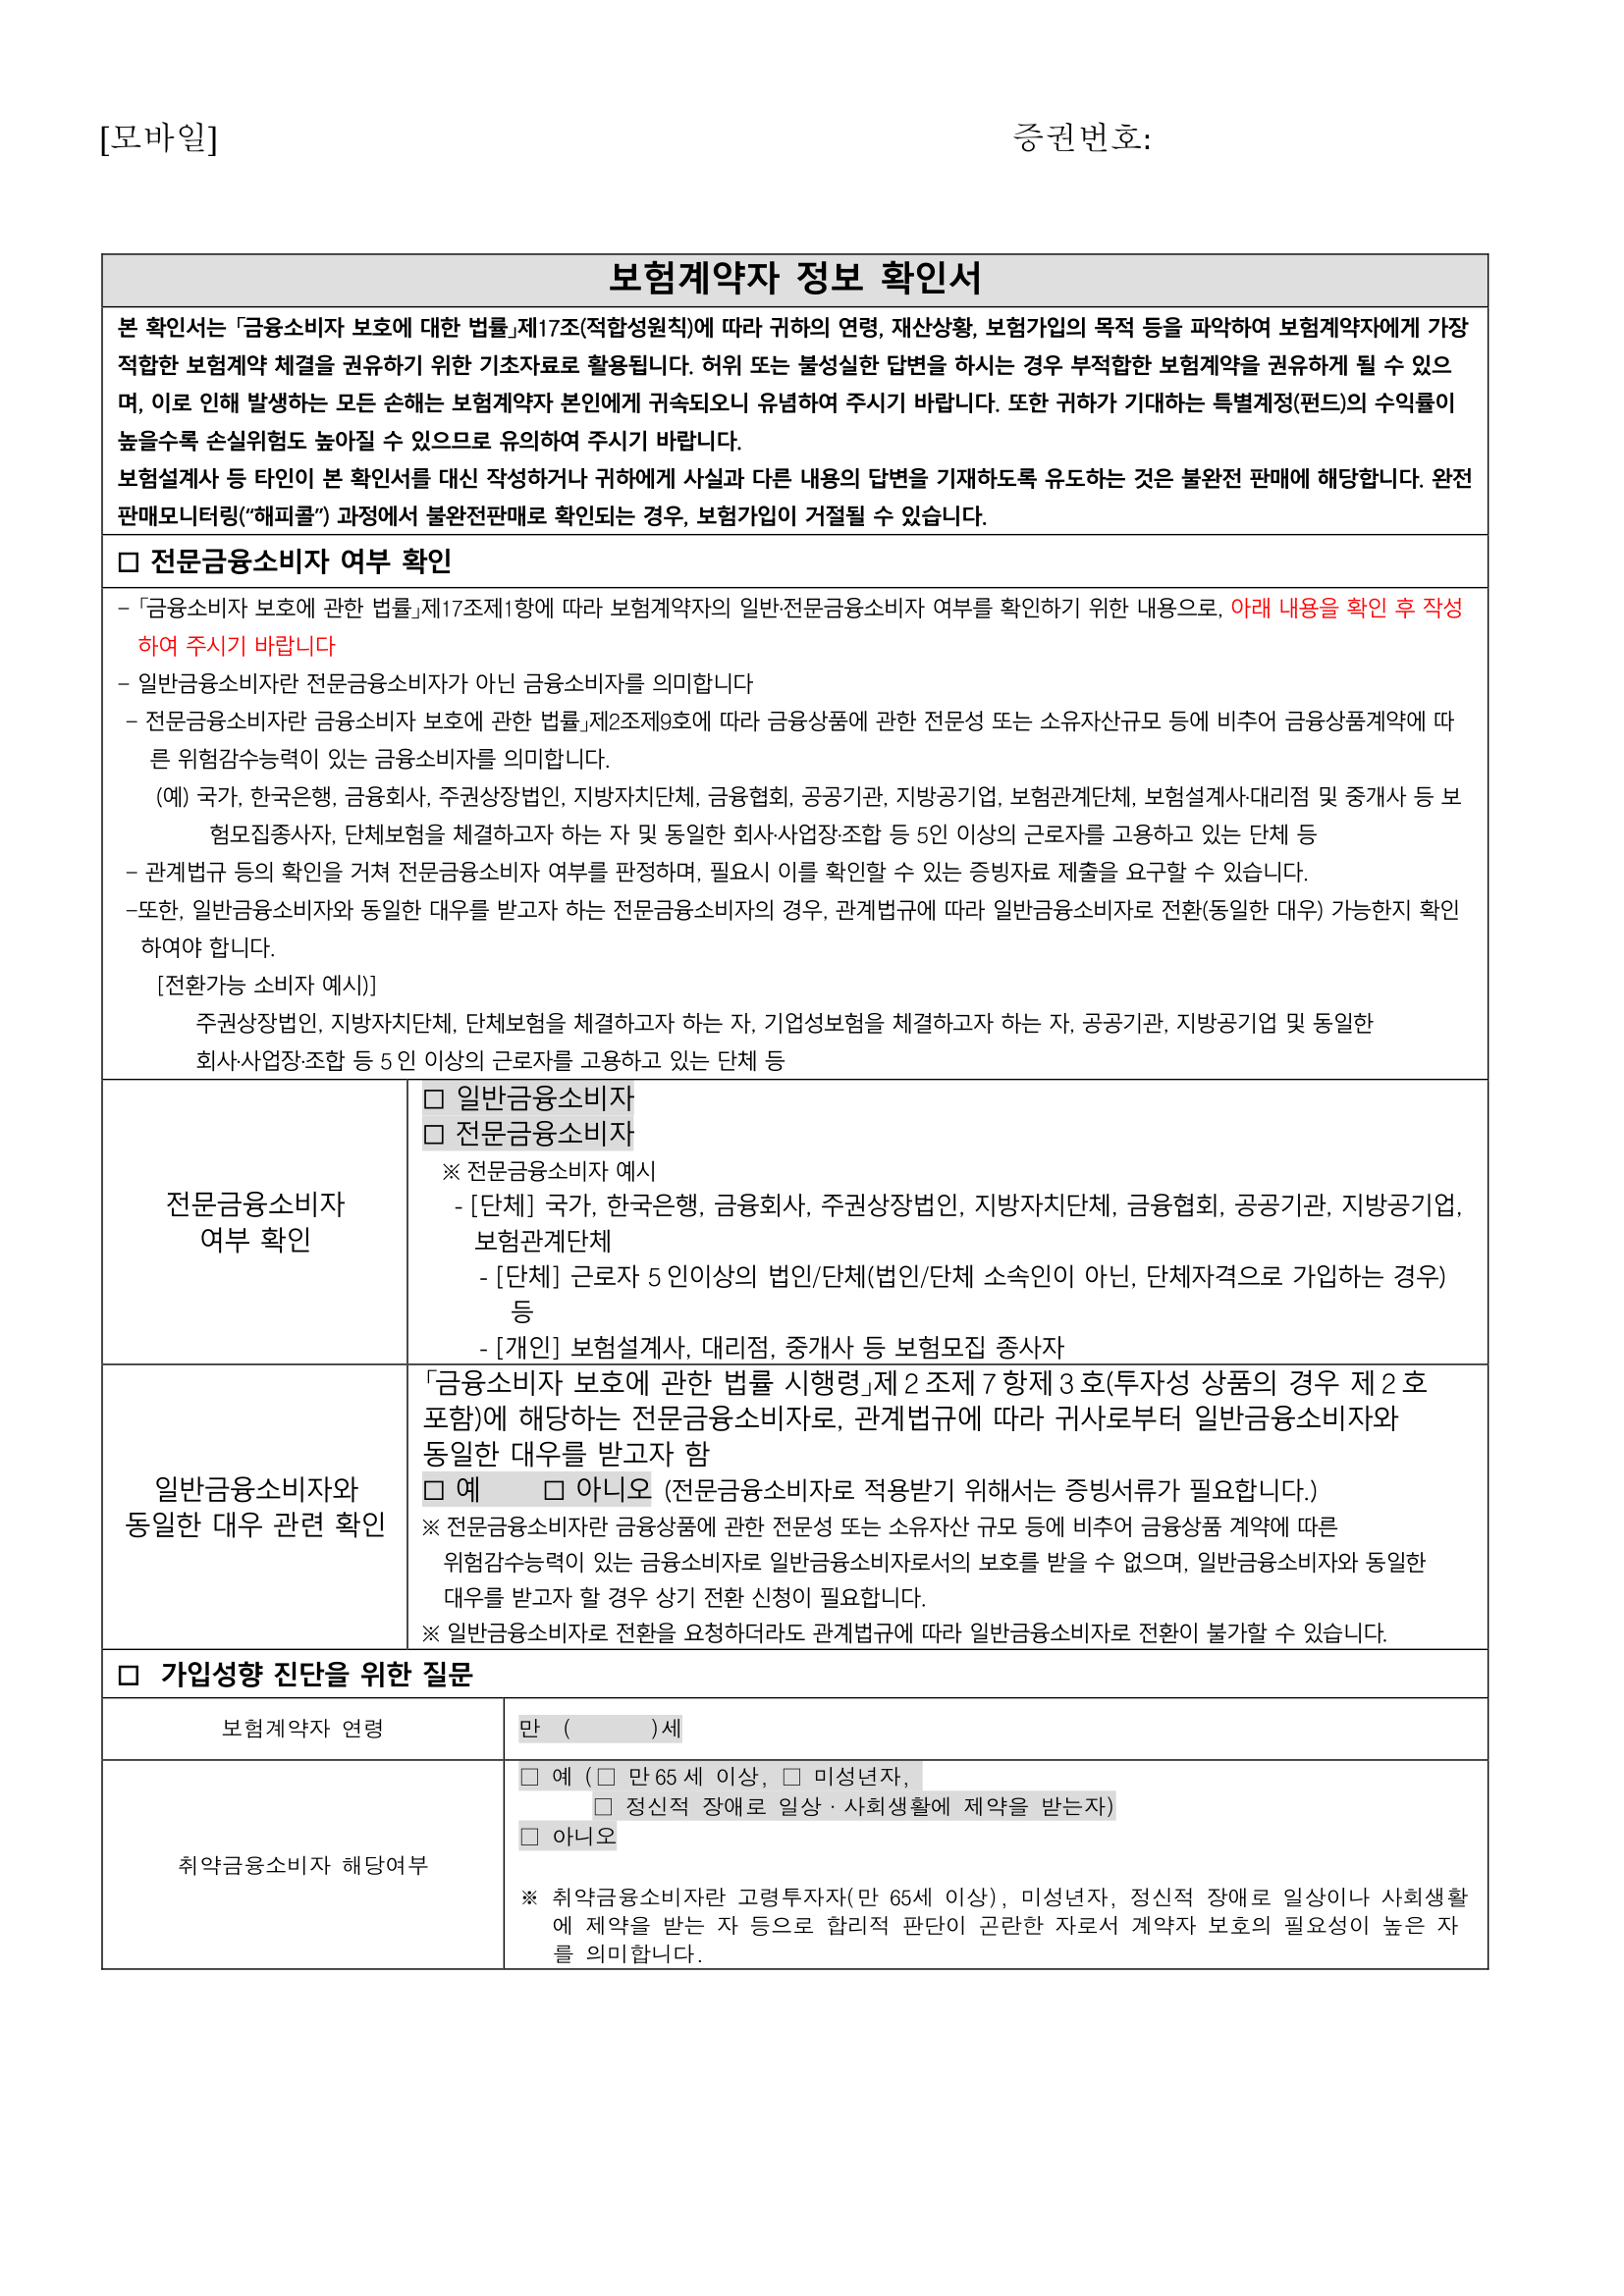 [모바일] 증권번호:
보험계약자 정보 확인서
본 확인서는 「금융소비자 보호에 대한 법률」제17조(적합성원칙)에 따라 귀하의 연령, 재산상황, 보험가입의 목적 등을 파악하여 보험계약자에게 가장
적합한 보험계약 체결을 권유하기 위한 기초자료로 활용됩니다. 허위 또는 불성실한 답변을 하시는 경우 부적합한 보험계약을 권유하게 될 수 있으
며, 이로 인해 발생하는 모든 손해는 보험계약자 본인에게 귀속되오니 유념하여 주시기 바랍니다. 또한 귀하가 기대하는 특별계정(펀드)의 수익률이
높을수록 손실위험도 높아질 수 있으므로 유의하여 주시기 바랍니다.
보험설계사 등 타인이 본 확인서를 대신 작성하거나 귀하에게 사실과 다른 내용의 답변을 기재하도록 유도하는 것은 불완전 판매에 해당합니다. 완전
판매모니터링(“해피콜”) 과정에서 불완전판매로 확인되는 경우, 보험가입이 거절될 수 있습니다.
□ 전문금융소비자 여부 확인
- 「금융소비자 보호에 관한 법률」제17조제1항에 따라 보험계약자의 일반·전문금융소비자 여부를 확인하기 위한 내용으로, 아래 내용을 확인 후 작성
하여 주시기 바랍니다
- 일반금융소비자란 전문금융소비자가 아닌 금융소비자를 의미합니다
- 전문금융소비자란 금융소비자 보호에 관한 법률」제2조제9호에 따라 금융상품에 관한 전문성 또는 소유자산규모 등에 비추어 금융상품계약에 따
른 위험감수능력이 있는 금융소비자를 의미합니다.
(예) 국가, 한국은행, 금융회사, 주권상장법인, 지방자치단체, 금융협회, 공공기관, 지방공기업, 보험관계단체, 보험설계사·대리점 및 중개사 등 보
험모집종사자, 단체보험을 체결하고자 하는 자 및 동일한 회사·사업장·조합 등 5인 이상의 근로자를 고용하고 있는 단체 등
- 관계법규 등의 확인을 거쳐 전문금융소비자 여부를 판정하며, 필요시 이를 확인할 수 있는 증빙자료 제출을 요구할 수 있습니다.
-또한, 일반금융소비자와 동일한 대우를 받고자 하는 전문금융소비자의 경우, 관계법규에 따라 일반금융소비자로 전환(동일한 대우) 가능한지 확인
하여야 합니다.
[전환가능 소비자 예시)]
주권상장법인, 지방자치단체, 단체보험을 체결하고자 하는 자, 기업성보험을 체결하고자 하는 자, 공공기관, 지방공기업 및 동일한
회사·사업장·조합 등 5인 이상의 근로자를 고용하고 있는 단체 등
전문금융소비자
여부 확인
□ 일반금융소비자
□ 전문금융소비자
※ 전문금융소비자 예시
- [단체] 국가, 한국은행, 금융회사, 주권상장법인, 지방자치단체, 금융협회, 공공기관, 지방공기업,
보험관계단체
- [단체] 근로자 5인이상의 법인/단체(법인/단체 소속인이 아닌, 단체자격으로 가입하는 경우)
등
- [개인] 보험설계사, 대리점, 중개사 등 보험모집 종사자
일반금융소비자와
동일한 대우 관련 확인
「금융소비자 보호에 관한 법률 시행령」제2조제7항제3호(투자성 상품의 경우 제2호
포함)에 해당하는 전문금융소비자로, 관계법규에 따라 귀사로부터 일반금융소비자와
동일한 대우를 받고자 함
□ 예 □ 아니오 (전문금융소비자로 적용받기 위해서는 증빙서류가 필요합니다.)
※ 전문금융소비자란 금융상품에 관한 전문성 또는 소유자산 규모 등에 비추어 금융상품 계약에 따른
위험감수능력이 있는 금융소비자로 일반금융소비자로서의 보호를 받을 수 없으며, 일반금융소비자와 동일한
대우를 받고자 할 경우 상기 전환 신청이 필요합니다.
※ 일반금융소비자로 전환을 요청하더라도 관계법규에 따라 일반금융소비자로 전환이 불가할 수 있습니다.
□ 가입성향 진단을 위한 질문
보험계약자 연령
만 ( )세
취약금융소비자 해당여부
□ 예 (□ 만65세 이상, □ 미성년자,
□ 정신적 장애로 일상·사회생활에 제약을 받는자)
□ 아니오
※ 취약금융소비자란 고령투자자(만 65세 이상), 미성년자, 정신적 장애로 일상이나 사회생활
에 제약을 받는 자 등으로 합리적 판단이 곤란한 자로서 계약자 보호의 필요성이 높은 자
를 의미합니다.